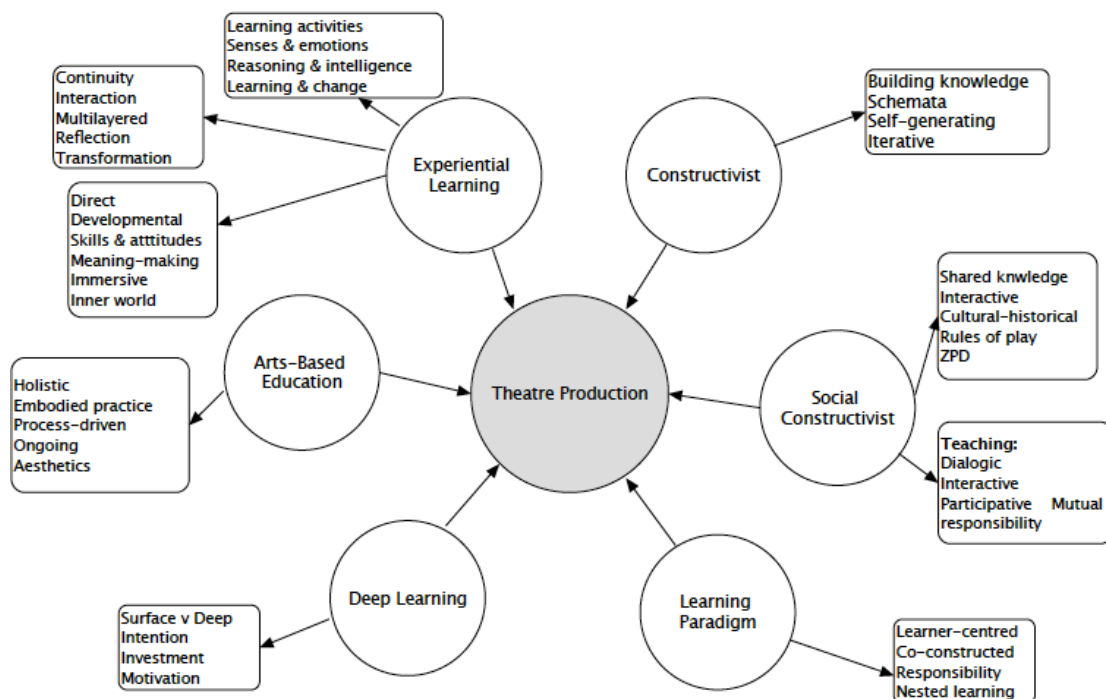 Learning activities
Senses & emotions
Reasoning & intelligence
Learning & change
Continuity
Interaction
Multilayered
Reflection
Transformation
Direct
Developmental
Skills & atttitudes
Meaning-making
Immersive
Inner world
Experiential
Learning
Constructivist
Building knowledge
Schemata
Self-generating
Iterative
Shared knwledge
Interactive
Cultural-historical
Rules of play
ZPD
Arts-Based
Education
Theatre Production
Social
Constructivist
Holistic
Embodied practice
Process-driven
Ongoing
Aesthetics
Teaching:
Dialogic
Interactive
Participative Mutual
responsibility
Deep Learning
Learning
Paradigm
Surface v Deep
Intention
Investment
Motivation
Learner-centred
Co-constructed
Responsibility
Nested learning